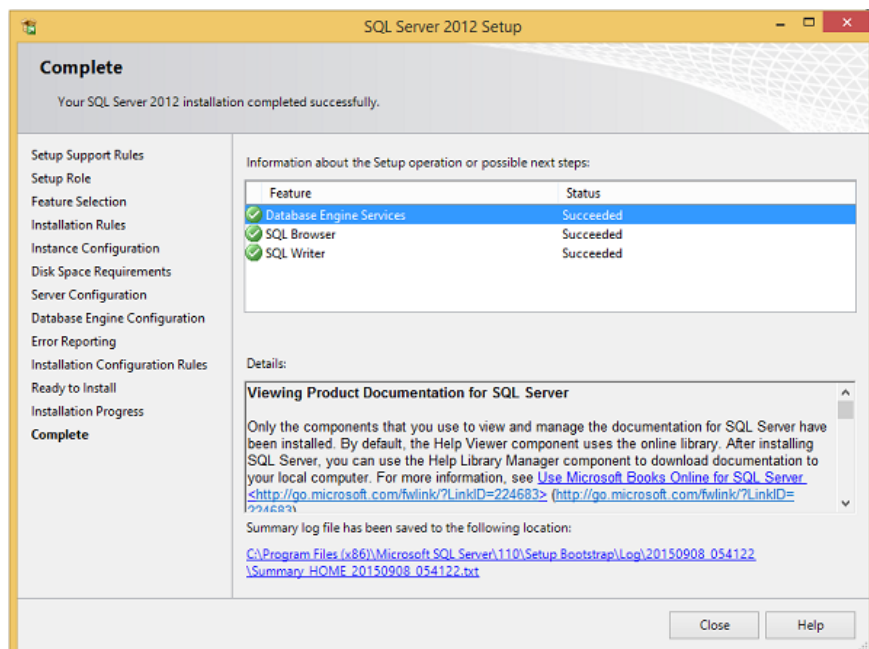 SQL Server 2012 Setup
Complete
Your SQL Server 2012 installation completed successfully.
Setup Support Rules
Setup Role
Feature Selection
Installation Rules
Instance Configuration
Disk Space Requirements
Server Configuration
Database Engine Configuration
Error Reporting
Installation Configuration Rules
Ready to Install
Installation Progress
Complete
Information about the Setup operation or possible next steps:
Feature Status
Database Engine Services Succeeded
SQL Browser Succeeded
SQL Writer Succeeded
Details:
Viewing Product Documentation for SQL Server
Only the components that you use to view and manage the documentation for SQL Server have
been installed. By default, the Help Viewer component uses the online library. After installing
SQL Server, you can use the Help Library Manager component to download documentation to
your local computer. For more information, see Use Microsoft Books Online for SQL Server
<http://go.microsoft.com/fwlink/?LinkID=224683> (http://go.microsoft.com/fwlink/?LinkID=
224683)
Summary log file has been saved to the following location:
C:\Program Files (x86)\Microsoft SQL Server\110\Setup Bootstrap\Log\20150908_054122
\Summary_HOME_20150908_054122.txt
Close Help